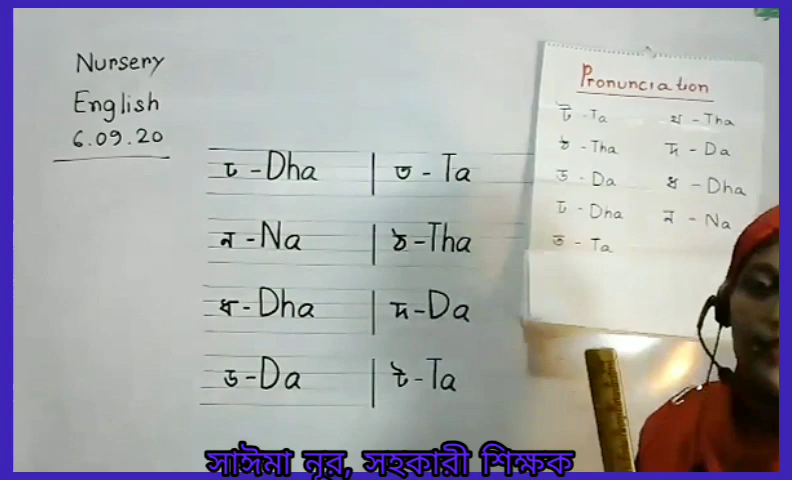 Nursery
English
6.09.20
ঢ - Dha | ত - Ta
ন - Na | ঠ - Tha
ধ - Dha | দ - Da
ড - Da | ট - Ta
Pronunciation
ট - Ta থ - Tha
ঠ - Tha দ - Da
ড - Da ধ - Dha
ঢ - Dha ন - Na
ত - Ta
সাঈমা নূর, সহকারী শিক্ষক